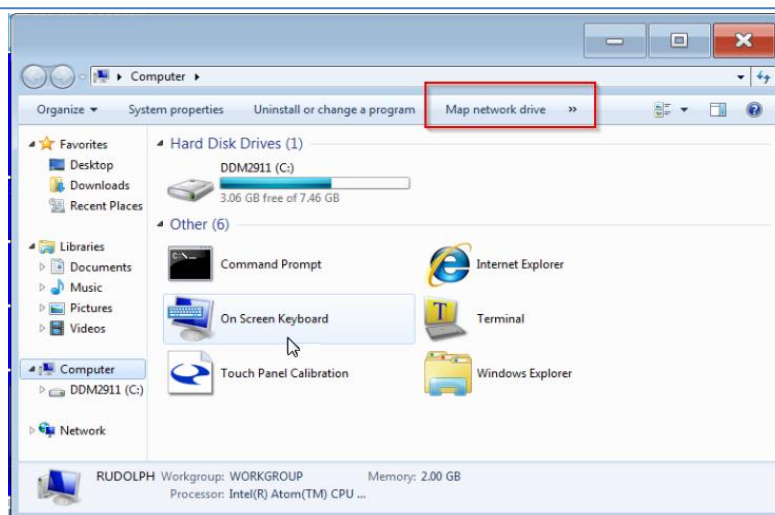 Computer
Organize System properties Uninstall or change a program Map network drive »
Favorites
Desktop
Downloads
Recent Places
Libraries
Documents
Music
Pictures
Videos
Computer
DDM2911 (C:)
Network
Hard Disk Drives (1)
DDM2911 (C:)
3.06 GB free of 7.46 GB
Other (6)
C:\
Command Prompt
Internet Explorer
On Screen Keyboard
T
Terminal
Touch Panel Calibration
Windows Explorer
RUDOLPH Workgroup: WORKGROUP Memory: 2.00 GB
Processor: Intel(R) Atom(TM) CPU ...